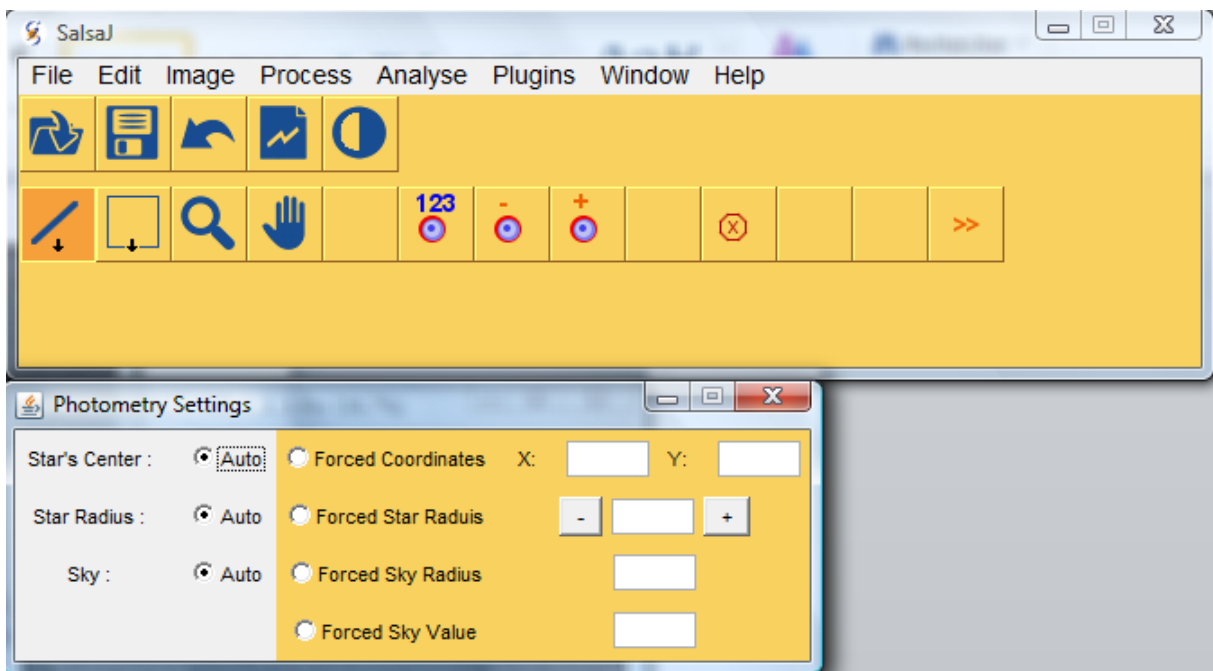 SalsaJ
File Edit Image Process Analyse Plugins Window Help
123 - +
X
>>
Photometry Settings
Star's Center : Auto Forced Coordinates X: Y:
Star Radius : Auto Forced Star Raduis - +
Sky : Auto Forced Sky Radius
Forced Sky Value